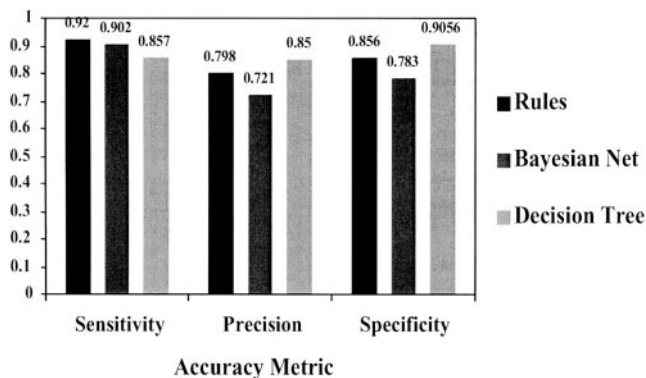 1
0.9
0.8
0.7
0.6
0.5
0.4
0.3
0.2
0.1
0
0.92
0.902
0.857
0.798
0.721
0.85
0.856
0.783
0.9056
Sensitivity
Precision
Specificity
Accuracy Metric
Rules
Bayesian Net
Decision Tree